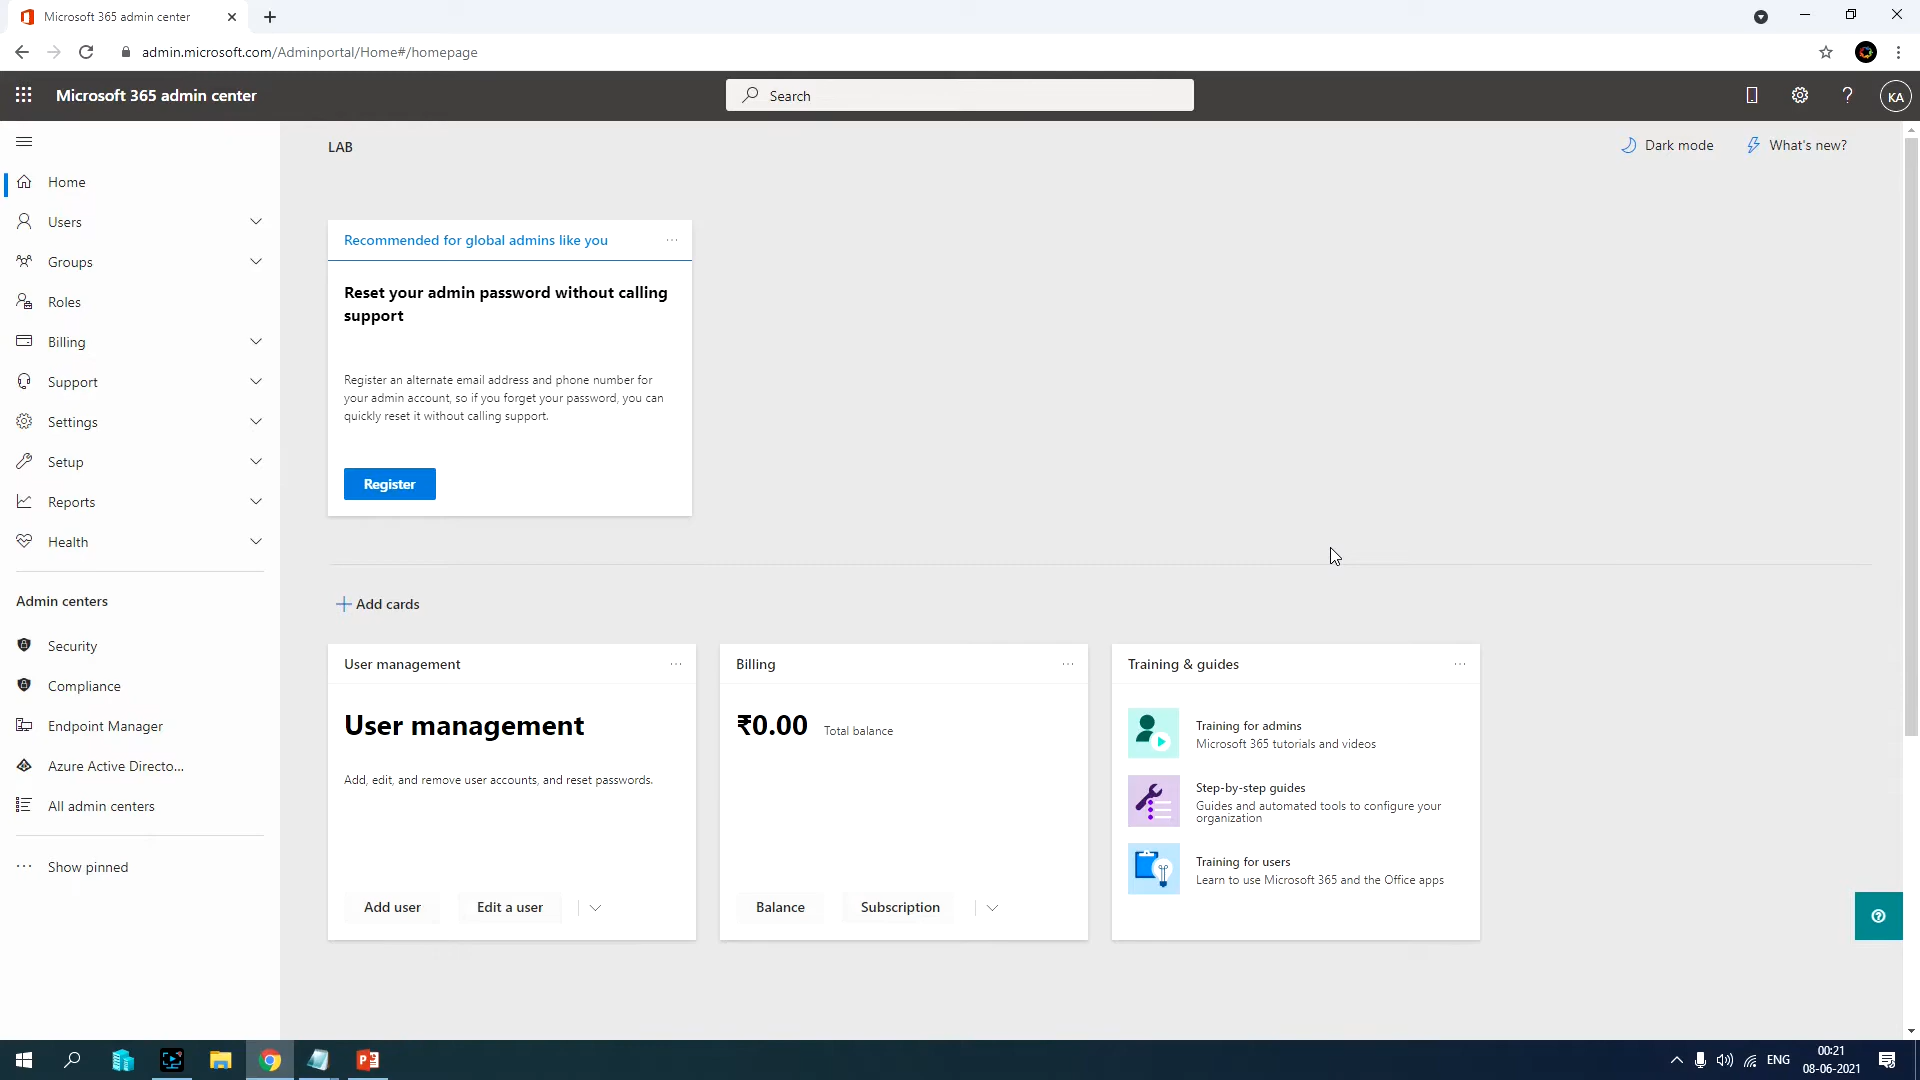 Microsoft 365 admin center
admin.microsoft.com/Adminportal/Home#/homepage
Microsoft 365 admin center
Search
KA
LAB
Dark mode
What's new?
Home
Users
Groups
Roles
Billing
Support
Settings
Setup
Reports
Health
Admin centers
Security
Compliance
Endpoint Manager
Azure Active Directo...
All admin centers
Show pinned
Recommended for global admins like you
Reset your admin password without calling
support
Register an alternate email address and phone number for
your admin account, so if you forget your password, you can
quickly reset it without calling support.
Register
Add cards
User management
User management
Add, edit, and remove user accounts, and reset passwords.
Add user
Edit a user
Billing
₹0.00 Total balance
Balance
Subscription
Training & guides
Training for admins
Microsoft 365 tutorials and videos
Step-by-step guides
Guides and automated tools to configure your
organization
Training for users
Learn to use Microsoft 365 and the Office apps
ENG
00:21
08-06-2021